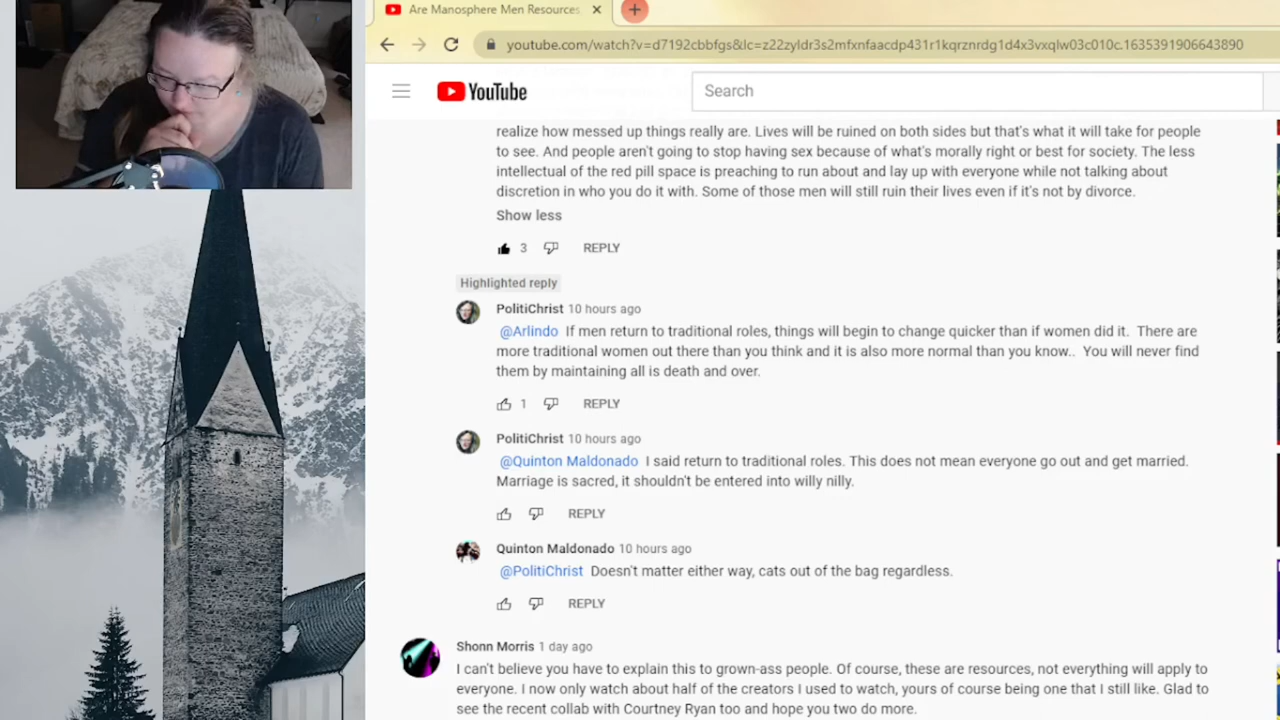 Are Manosphere Men Resources
youtube.com/watch?v=d7192cbbfgs&lc=z22zyldr3s2mfxnfaacdp431r1kqrznrdg1d4x3vxqlw03c010c.1635391906643890
YouTube
Search
realize how messed up things really are. Lives will be ruined on both sides but that's what it will take for people
to see. And people aren't going to stop having sex because of what's morally right or best for society. The less
intellectual of the red pill space is preaching to run about and lay up with everyone while not talking about
discretion in who you do it with. Some of those men will still ruin their lives even if it's not by divorce.
Show less
3 REPLY
Highlighted reply
PolitiChrist 10 hours ago
@Arlindo If men return to traditional roles, things will begin to change quicker than if women did it. There are
more traditional women out there than you think and it is also more normal than you know.. You will never find
them by maintaining all is death and over.
1 REPLY
PolitiChrist 10 hours ago
@Quinton Maldonado I said return to traditional roles. This does not mean everyone go out and get married.
Marriage is sacred, it shouldn't be entered into willy nilly.
REPLY
Quinton Maldonado 10 hours ago
@PolitiChrist Doesn't matter either way, cats out of the bag regardless.
REPLY
Shonn Morris 1 day ago
I can't believe you have to explain this to grown-ass people. Of course, these are resources, not everything will apply to
everyone. I now only watch about half of the creators I used to watch, yours of course being one that I still like. Glad to
see the recent collab with Courtney Ryan too and hope you two do more.